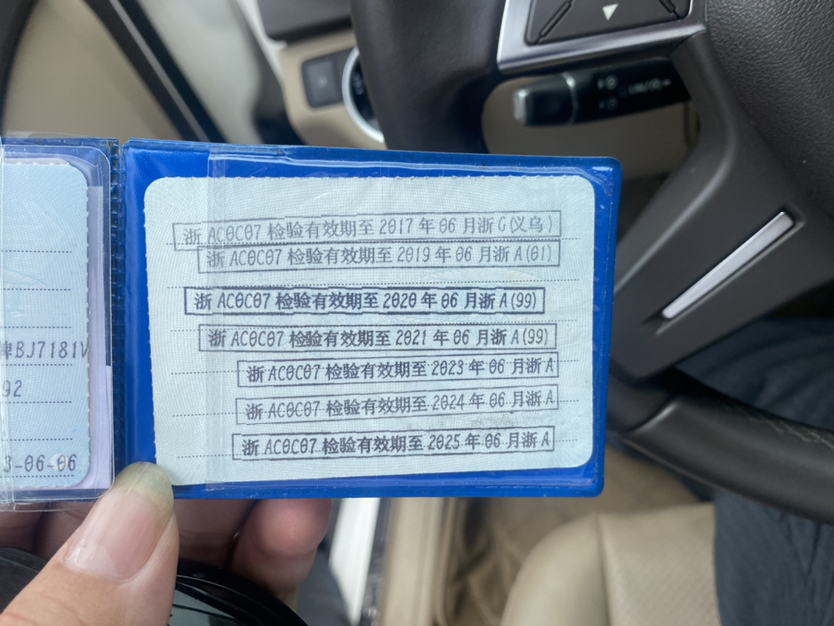 浙 AC0C07 检验有效期至 2017 年 06 月浙 G(义乌)
浙 AC0C07 检验有效期至 2019 年 06 月浙 A(01)
浙 AC0C07 检验有效期至 2020 年 06 月浙 A(99)
浙 AC0C07 检验有效期至 2021 年 06 月浙 A(99)
浙 AC0C07 检验有效期至 2023 年 06 月浙 A
浙 AC0C07 检验有效期至 2024 年 06 月浙 A
浙 AC0C07 检验有效期至 2025 年 06 月浙 A
牌BJ7181V
92
3-06-06